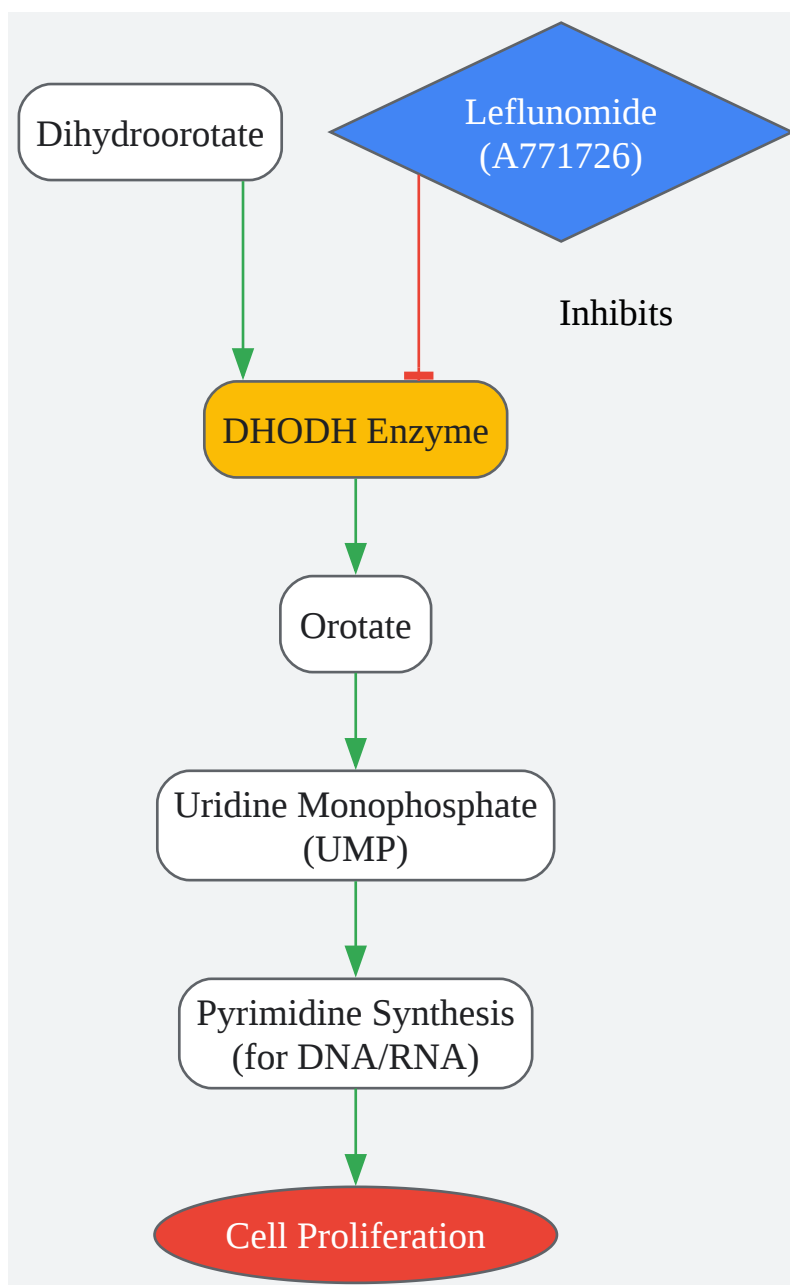 Dihydroorotate
Leflunomide
(A771726)
Inhibits
DHODH Enzyme
Orotate
Uridine Monophosphate
(UMP)
Pyrimidine Synthesis
(for DNA/RNA)
Cell Proliferation